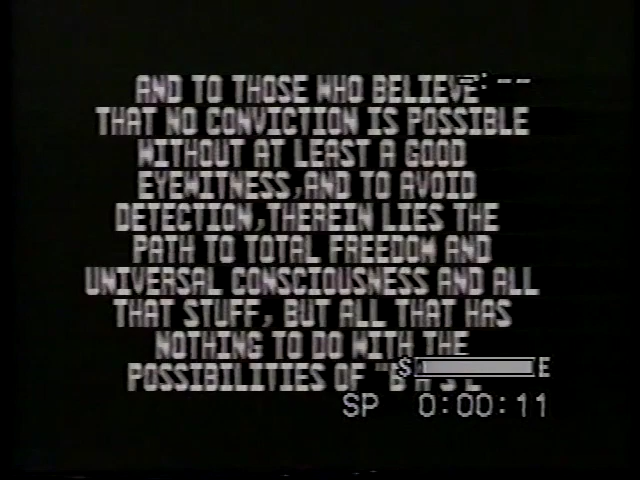 -:--
AND TO THOSE WHO BELIEVE
THAT NO CONVICTION IS POSSIBLE
WITHOUT AT LEAST A GOOD
EYEWITNESS,AND TO AVOID
DETECTION,THEREIN LIES THE
PATH TO TOTAL FREEDOM AND
UNIVERSAL CONSCIOUSNESS AND ALL
THAT STUFF, BUT ALL THAT HAS
NOTHING TO DO WITH THE
POSSIBILITIES OF
S E
SP 0:00:11